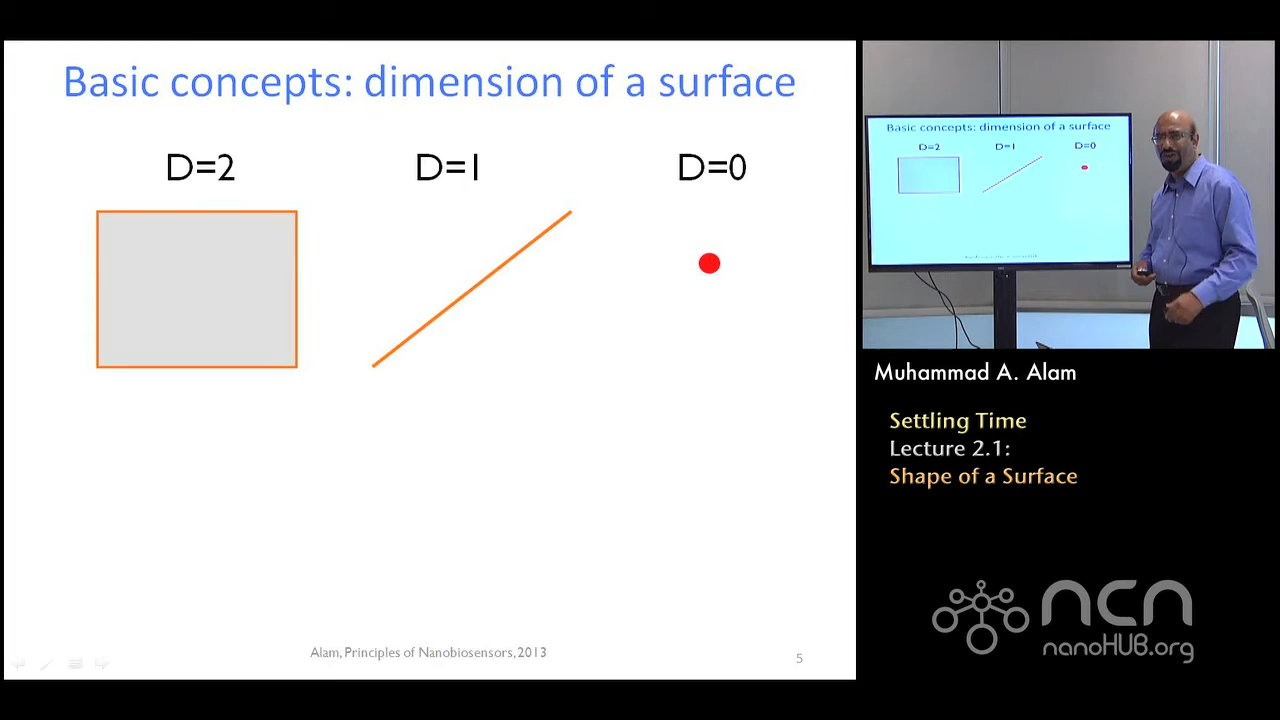 Basic concepts: dimension of a surface
D=2 D=1 D=0
Alam, Principles of Nanobiosensors, 2013
5
Basic concepts: dimension of a surface
D=2 D=1 D=0
Muhammad A. Alam
Settling Time
Lecture 2.1:
Shape of a Surface
ncn
nanoHUB.org